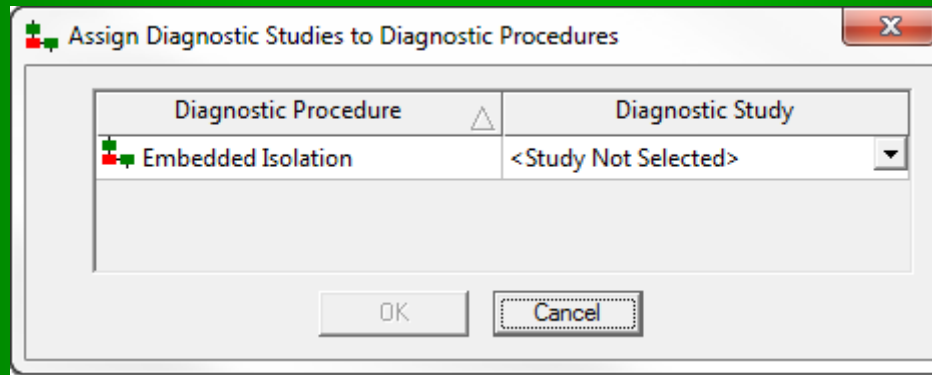 Assign Diagnostic Studies to Diagnostic Procedures
Diagnostic Procedure Diagnostic Study
Embedded Isolation <Study Not Selected>
OK Cancel